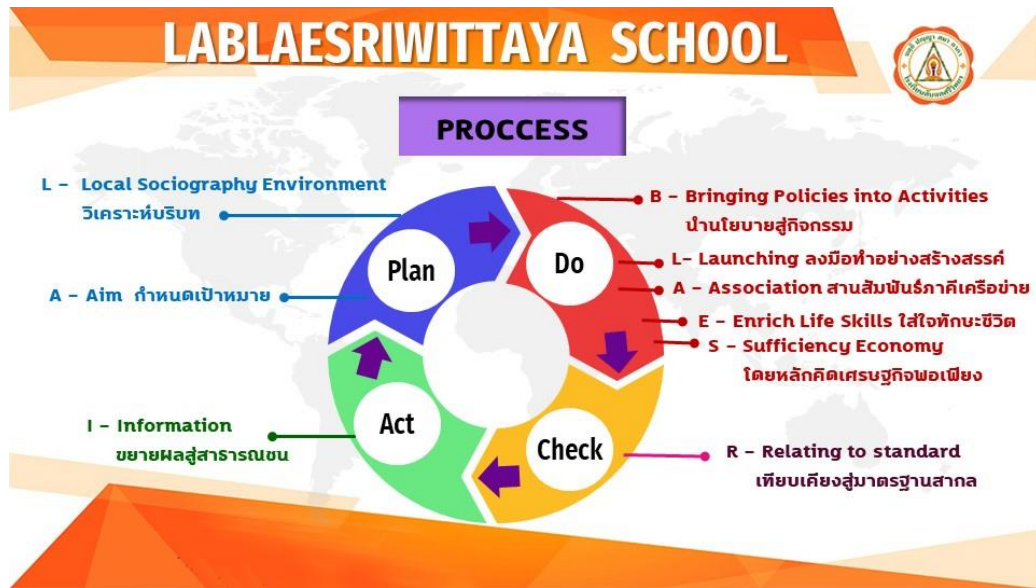 LABLAESRIWITTAYA SCHOOL
PROCCESS
L - Local Sociography Environment
วิเคราะห์บริบท
A - Aim กำหนดเป้าหมาย
Plan
Do
B - Bringing Policies into Activities
นำนโยบายสู่กิจกรรม
L- Launching ลงมือทำอย่างสร้างสรรค์
A - Association สานสัมพันธ์ภาคีเครือข่าย
E - Enrich Life Skills ใส่ใจทักษะชีวิต
S - Sufficiency Economy
โดยหลักคิดเศรษฐกิจพอเพียง
I - Information
ขยายผลสู่สาธารณชน
Act
Check
R - Relating to standard
เทียบเคียงสู่มาตรฐานสากล